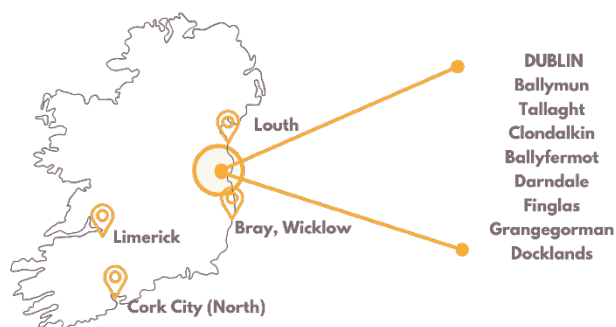 DUBLIN
Ballymun
Tallaght
Clondalkin
Ballyfermot
Darndale
Finglas
Grangegorman
Docklands
Louth
Bray, Wicklow
Limerick
Cork City (North)